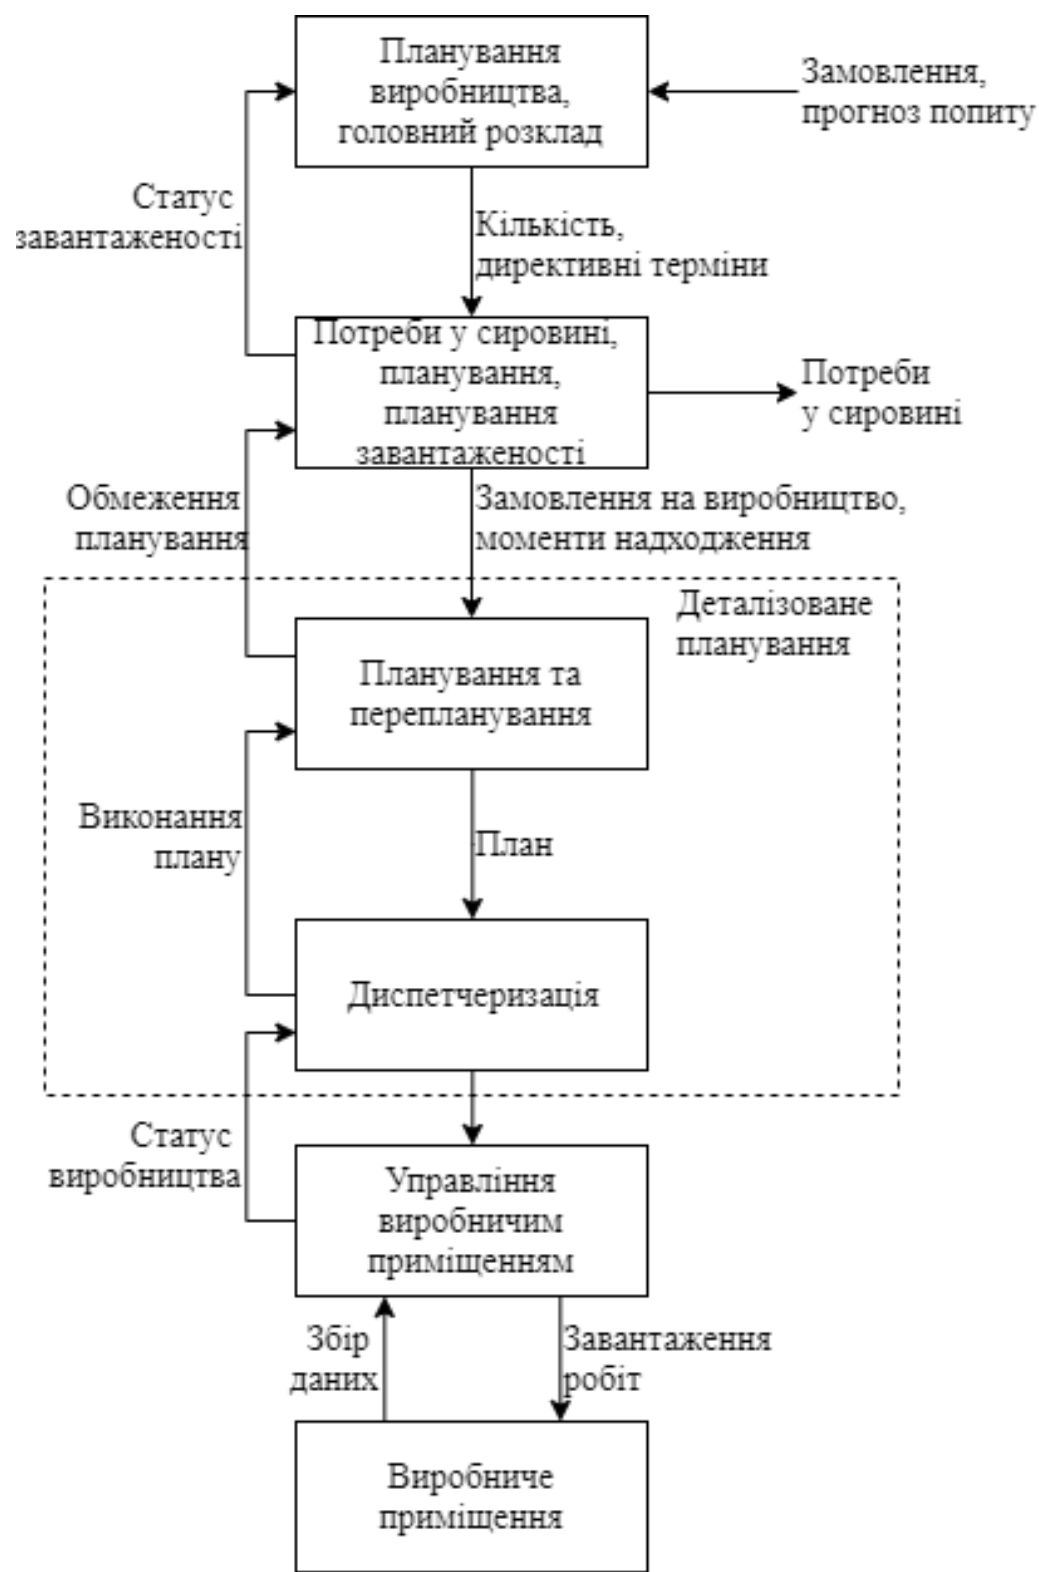 Планування
виробництва,
головний розклад
Замовлення,
прогноз попиту
Статус
завантаженості
Кількість,
директивні терміни
Потреби у сировині,
планування,
планування
завантаженості
Потреби
у сировині
Обмеження
планування
Замовлення на виробництво,
моменти надходження
Деталізоване
планування
Планування та
перепланування
Виконання
плану
План
Диспетчеризація
Статус
виробництва
Управління
виробничим
приміщенням
Збір
даних
Завантаження
робіт
Виробниче
приміщення